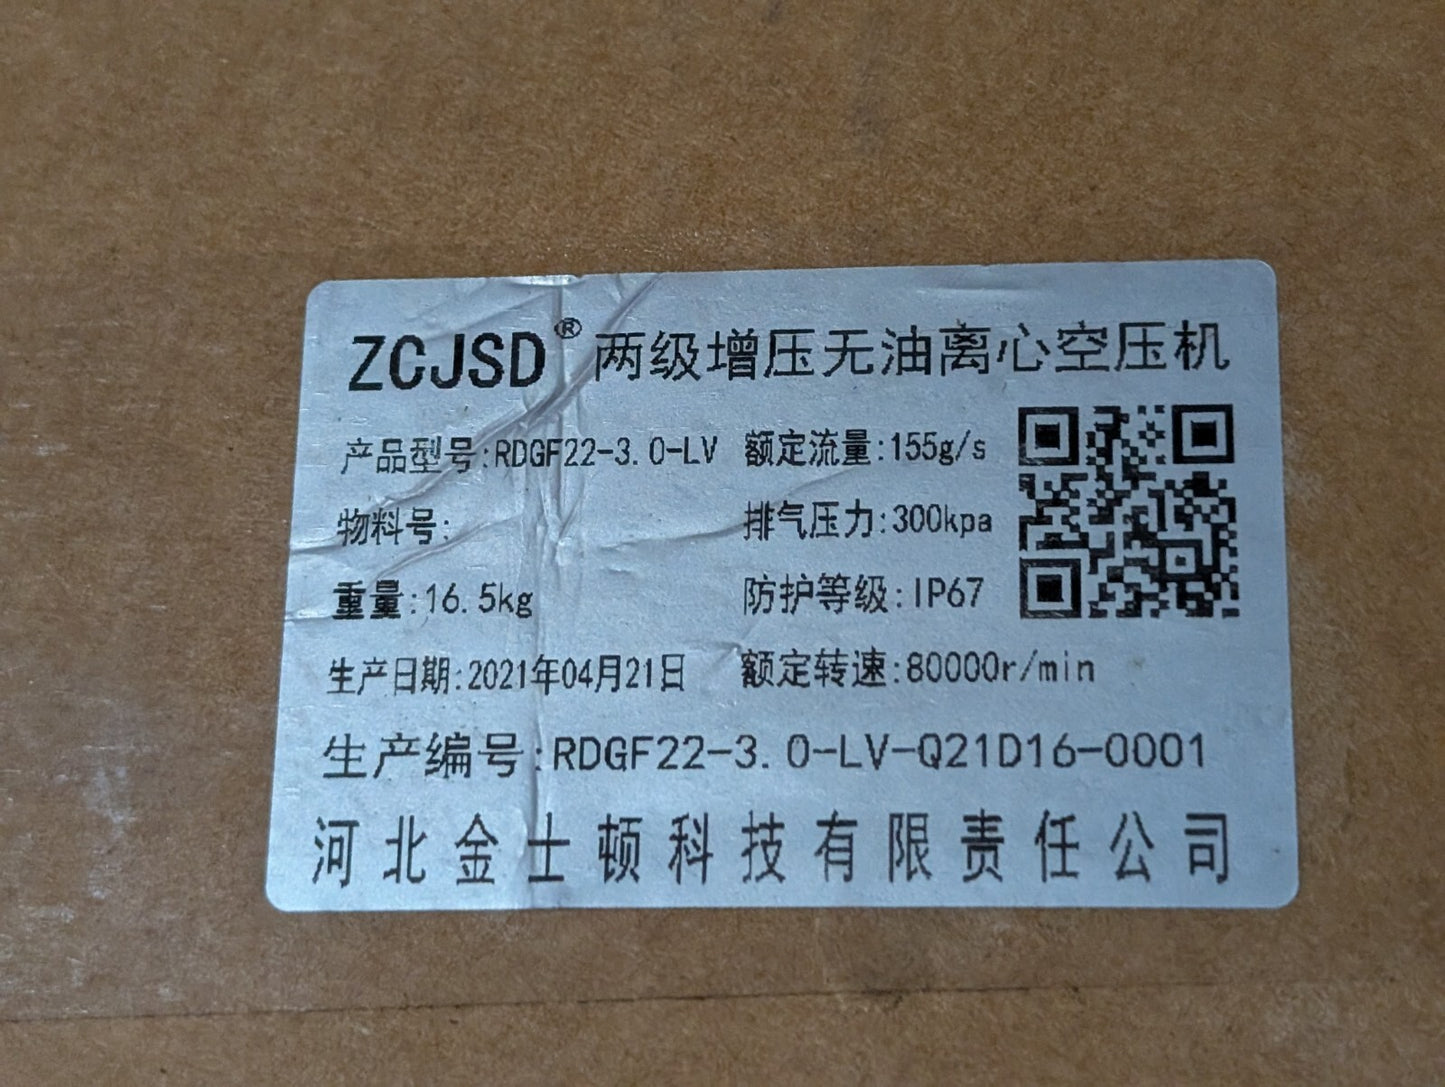 ZCJSD® 两级增压无油离心空压机
产品型号:RDGF22-3.0-LV 额定流量:155g/s
物料号: 排气压力:300kpa
重量:16.5kg 防护等级:IP67
生产日期:2021年04月21日 额定转速:80000r/min
生产编号:RDGF22-3.0-LV-Q21D16-0001
河北金士顿科技有限责任公司